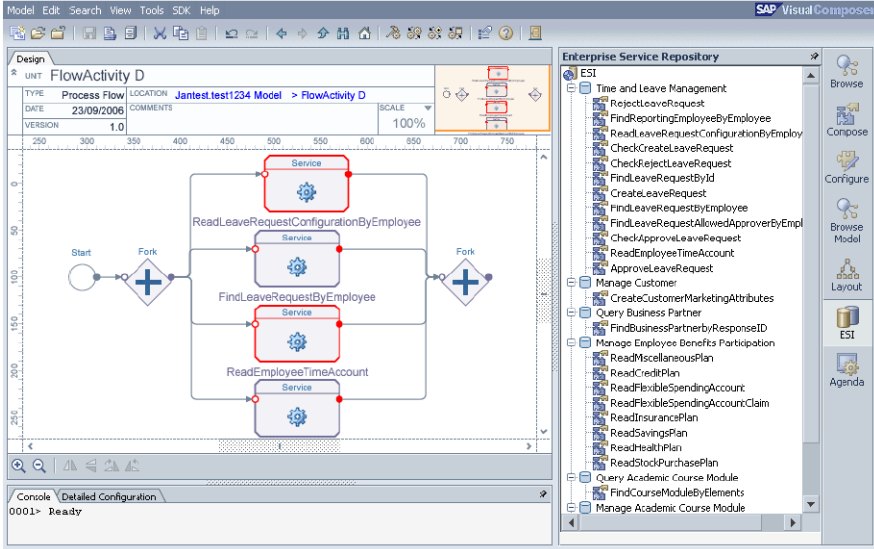 Model Edit Search View Tools SDK Help
SAP Visual Composer
Design
UNT FlowActivity D
TYPE Process Flow LOCATION Jantest.test1234 Model > FlowActivity D
DATE 23/09/2006 COMMENTS SCALE
VERSION 1.0 100%
250 300 350 400 450 500 550 600 650 700 750
0
50
100
150
200
250
Service
ReadLeaveRequestConfigurationByEmployee
Service
Start Fork Fork
FindLeaveRequestByEmployee
Service
ReadEmployeeTimeAccount
Service
Console Detailed Configuration
0001> Ready
Enterprise Service Repository
ESI
Time and Leave Management
RejectLeaveRequest
FindReportingEmployeeByEmployee
ReadLeaveRequestConfigurationByEmploy
CheckCreateLeaveRequest
CheckRejectLeaveRequest
FindLeaveRequestById
CreateLeaveRequest
FindLeaveRequestByEmployee
FindLeaveRequestAllowedApproverByEmpl
CheckApproveLeaveRequest
ReadEmployeeTimeAccount
ApproveLeaveRequest
Manage Customer
CreateCustomerMarketingAttributes
Query Business Partner
FindBusinessPartnerbyResponseID
Manage Employee Benefits Participation
ReadMiscellaneousPlan
ReadCreditPlan
ReadFlexibleSpendingAccount
ReadFlexibleSpendingAccountClaim
ReadInsurancePlan
ReadSavingsPlan
ReadHealthPlan
ReadStockPurchasePlan
Query Academic Course Module
FindCourseModuleByElements
Manage Academic Course Module
Browse
Compose
Configure
Browse
Model
Layout
ESI
Agenda